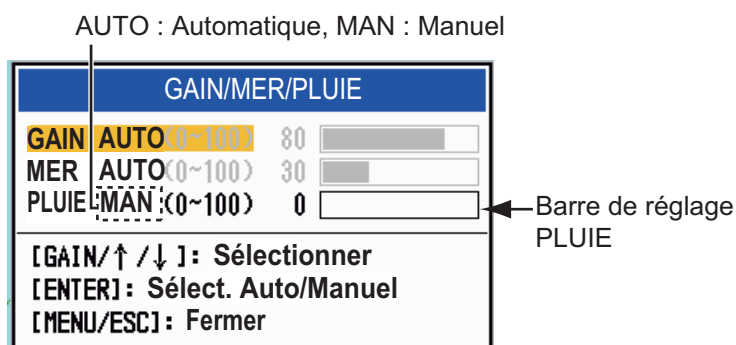 AUTO : Automatique, MAN : Manuel
GAIN/MER/PLUIE
GAIN AUTO(0~100) 80
MER AUTO(0~100) 30
PLUIE MAN (0~100) 0
Barre de réglage
PLUIE
[GAIN/↑/↓]: Sélectionner
[ENTER]: Sélect. Auto/Manuel
[MENU/ESC]: Fermer